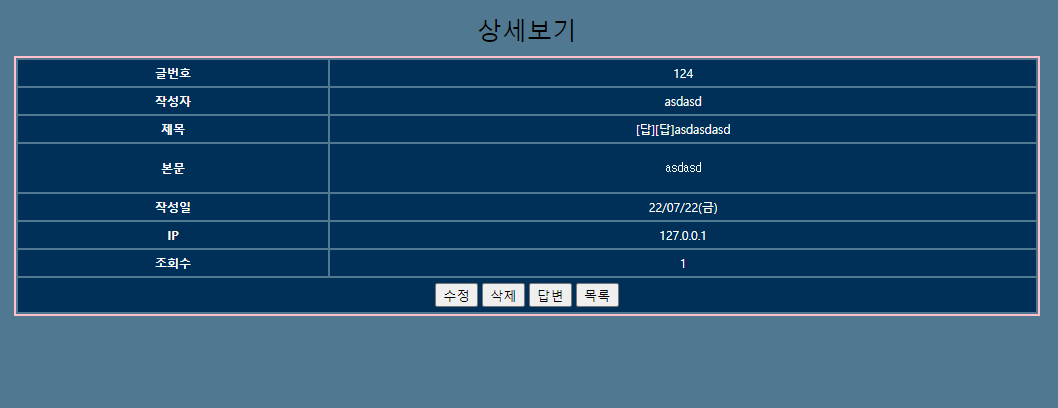 상세보기
글번호 124
작성자 asdasd
제목 [답][답]asdasdasd
본문 asdasd
작성일 22/07/22(금)
IP 127.0.0.1
조회수 1
수정 삭제 답변 목록